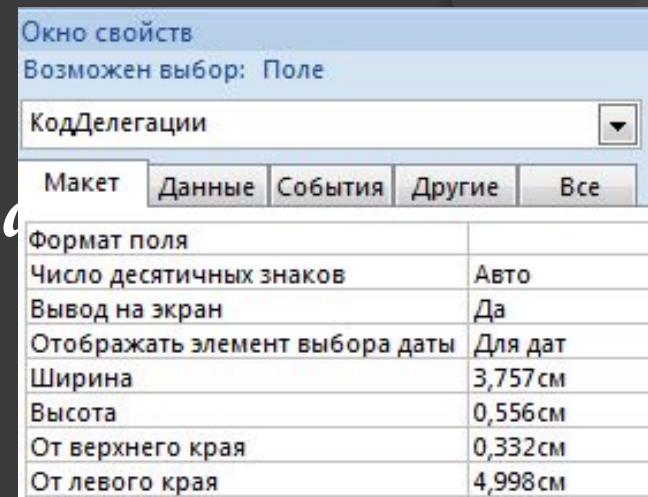 Окно свойств
Возможен выбор: Поле
КодДелегации
Макет Данные События Другие Все
Формат поля
Число десятичных знаков Авто
Вывод на экран Да
Отображать элемент выбора даты Для дат
Ширина 3,757см
Высота 0,556см
От верхнего края 0,332см
От левого края 4,998см